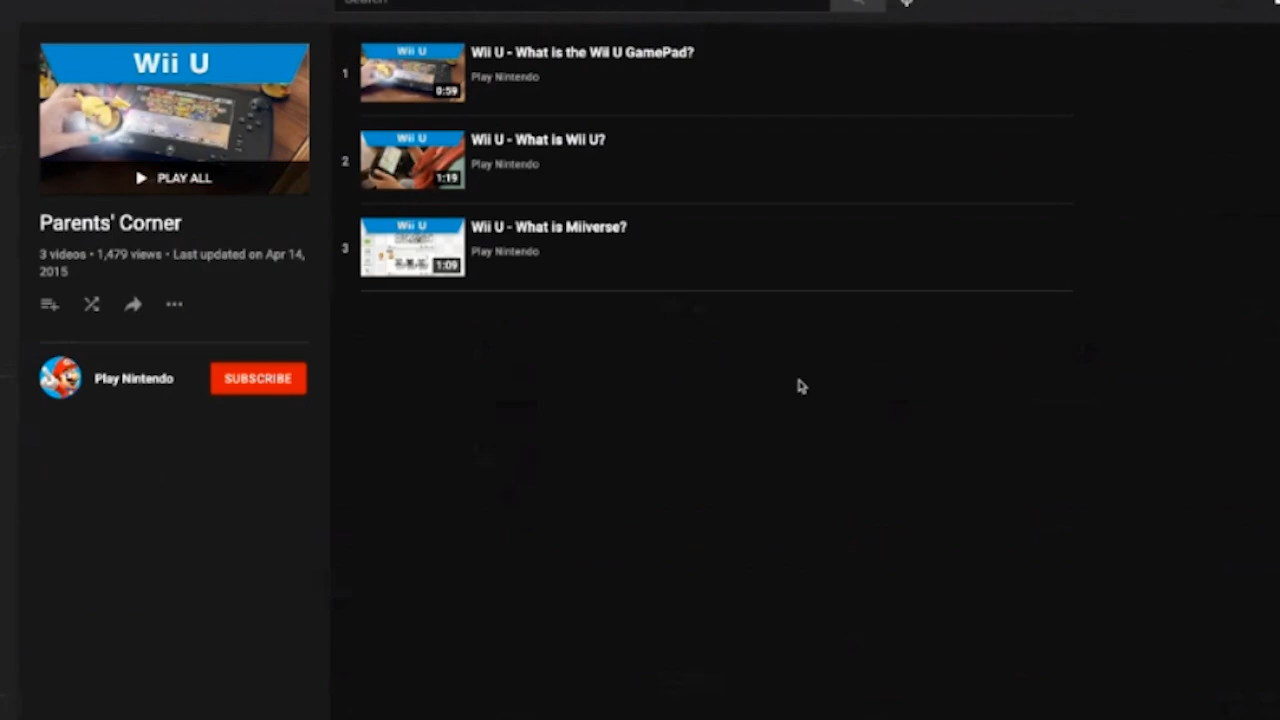 Search
Wii U
PLAY ALL
Parents' Corner
3 videos • 1,479 views • Last updated on Apr 14,
2015
Play Nintendo
SUBSCRIBE
1
Wii U
0:59
Wii U - What is the Wii U GamePad?
Play Nintendo
2
Wii U
1:19
Wii U - What is Wii U?
Play Nintendo
3
Wii U
1:09
Wii U - What is Miiverse?
Play Nintendo